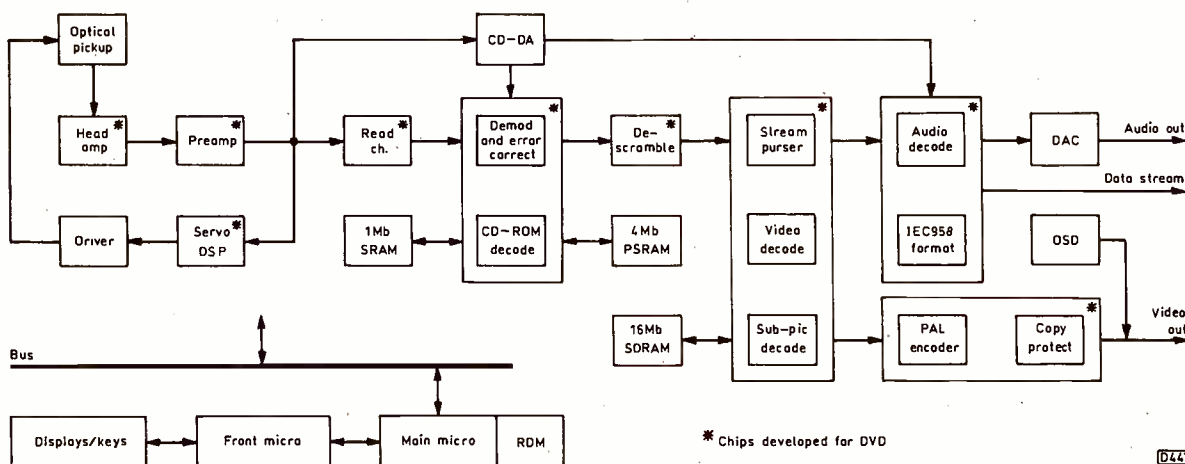 Optical
pickup
CD-DA
*
Head
amp
*
Preamp
*
Read
ch.
*
Demod
and error
correct
*
De-
scramble
*
Stream
purser
*
Audio
decode
DAC
Audio out
Data stream
Driver
*
Servo
DSP
1Mb
SRAM
CD-ROM
decode
4Mb
PSRAM
Video
decode
IEC958
format
OSD
16Mb
SDRAM
Sub-pic
decode
*
PAL
encoder
Copy
protect
Video
out
Bus
Displays/keys
Front micro
Main micro
RDM
* Chips developed for DVD